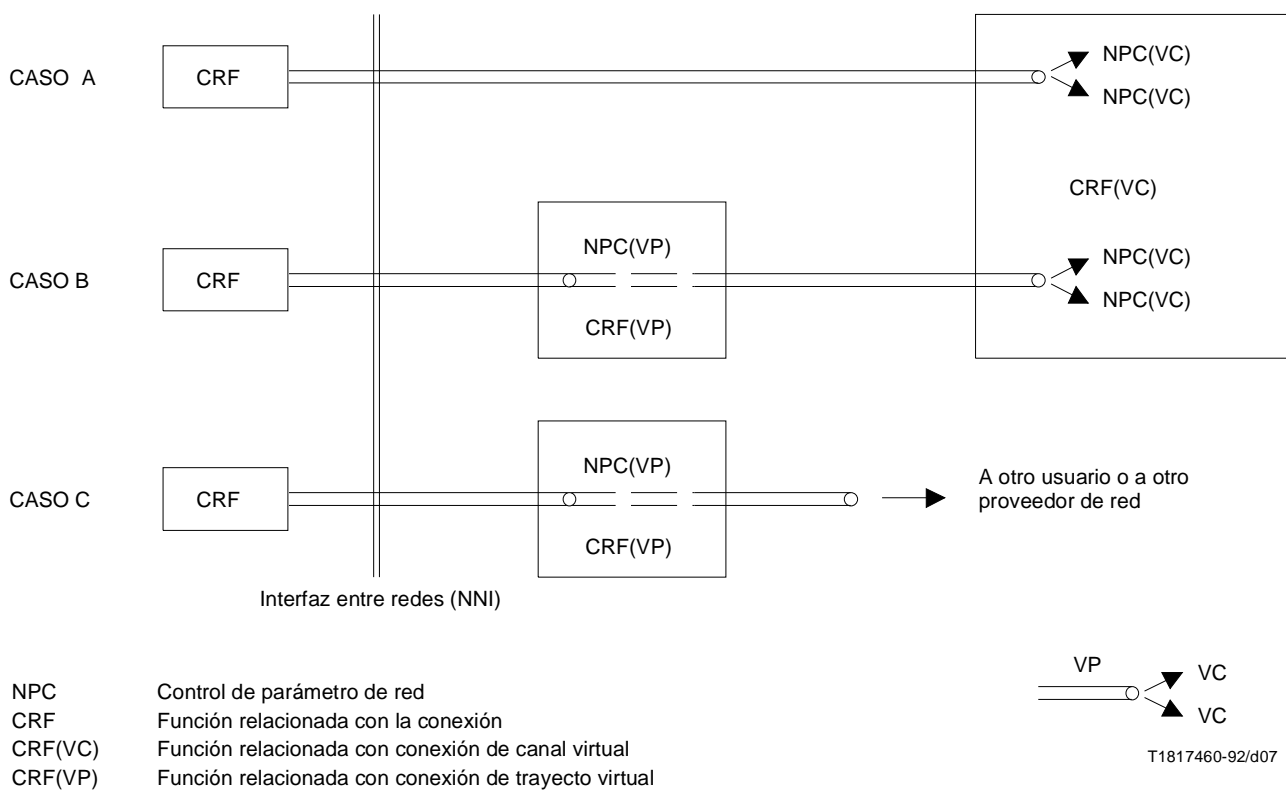 CASO A
CRF
NPC(VC)
NPC(VC)
CRF(VC)
CASO B
CRF
NPC(VP)
CRF(VP)
NPC(VC)
NPC(VC)
CASO C
CRF
NPC(VP)
CRF(VP)
A otro usuario o a otro
proveedor de red
Interfaz entre redes (NNI)
NPC Control de parámetro de red
CRF Función relacionada con la conexión
CRF(VC) Función relacionada con conexión de canal virtual
CRF(VP) Función relacionada con conexión de trayecto virtual
VP
VC
VC
T1817460-92/d07